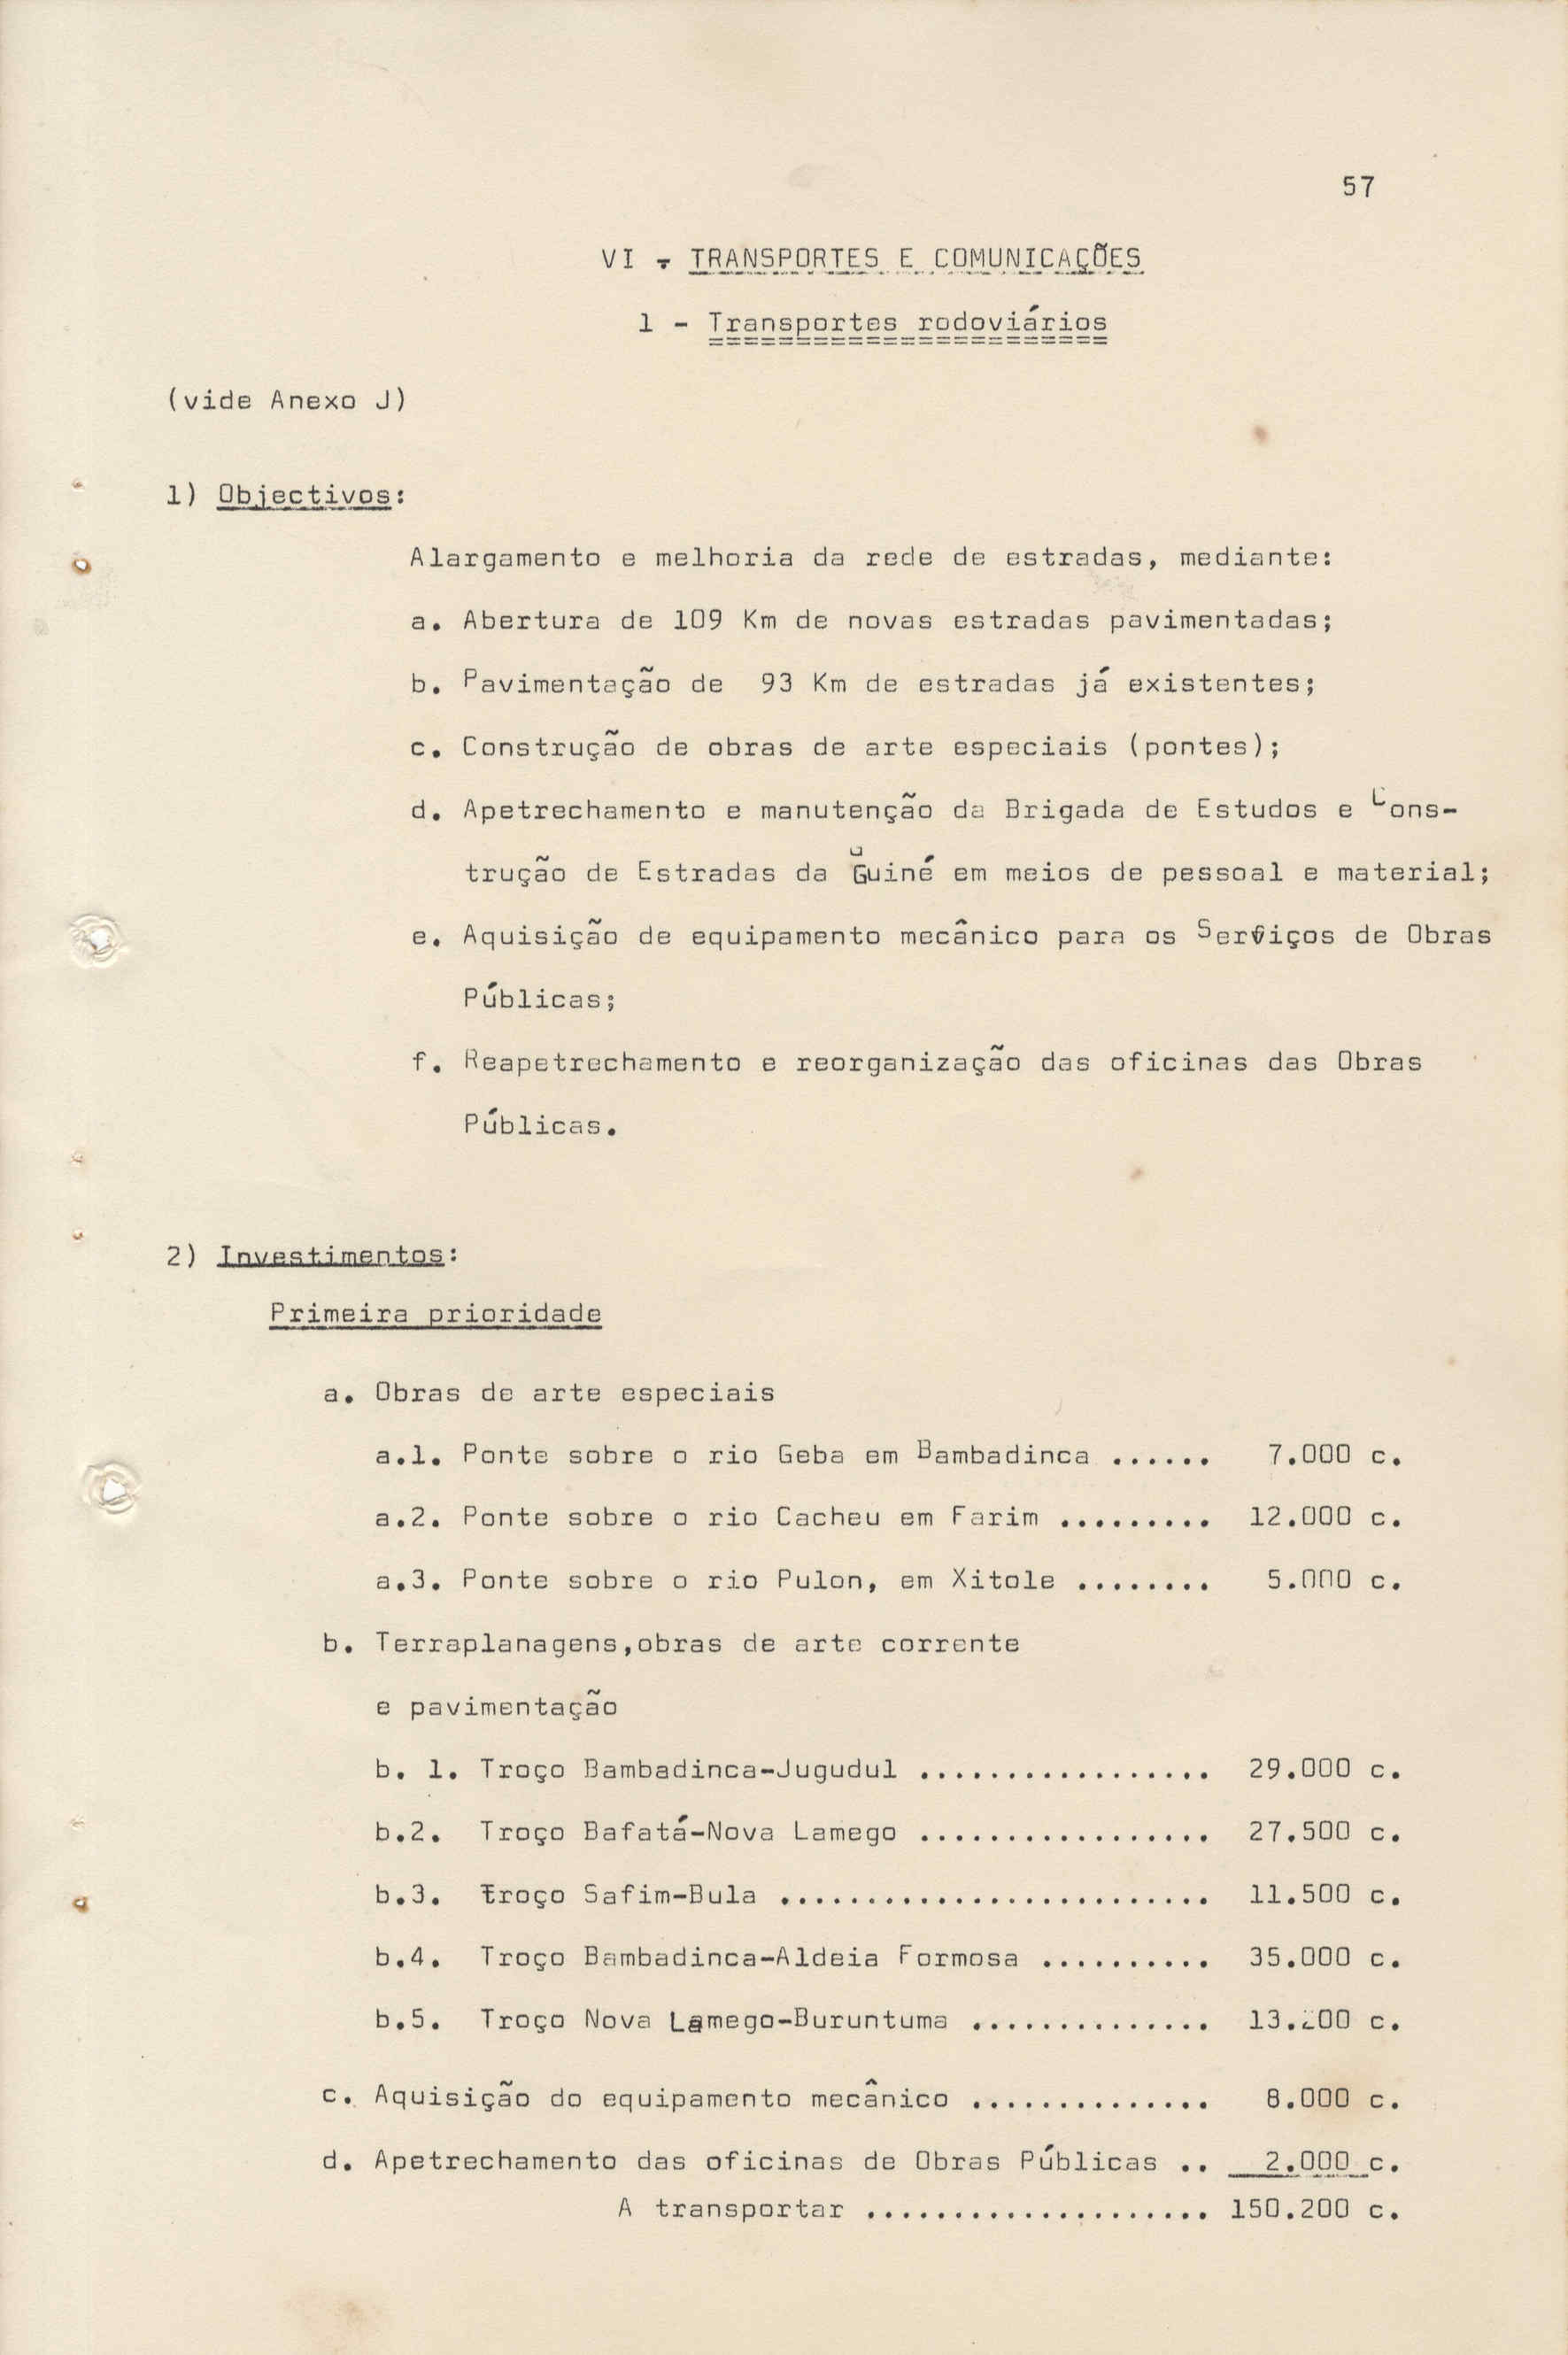 57
VI - TRANSPORTES E COMUNICAÇÕES
1 - Transportes rodoviários
(vide Anexo J)
1) Objectivos:
Alargamento e melhoria da rede de estradas, mediante:
a. Abertura de 109 Km de novas estradas pavimentadas;
b. Pavimentação de 93 Km de estradas já existentes;
c. Construção de obras de arte especiais (pontes);
d. Apetrechamento e manutenção da Brigada de Estudos e Cons-
trução de Estradas da Guiné em meios de pessoal e material;
e. Aquisição de equipamento mecânico para os Serviços de Obras
Públicas;
f. Reapetrechamento e reorganização das oficinas das Obras
Públicas.
2) Investimentos:
Primeira prioridade
a. Obras de arte especiais
a.1. Ponte sobre o rio Geba em Bambadinca ...... 7.000 c.
a.2. Ponte sobre o rio Cacheu em Farim ......... 12.000 c.
a.3. Ponte sobre o rio Pulon, em Xitole ........ 5.000 c.
b. Terraplanagens,obras de arte corrente
e pavimentação
b. 1. Troço Bambadinca-Jugudul ................. 29.000 c.
b.2. Troço Bafatá-Nova Lamego ................. 27.500 c.
b.3. troço Safim-Bula ......................... 11.500 c.
b.4. Troço Bambadinca-Aldeia Formosa .......... 35.000 c.
b.5. Troço Nova Lamego-Buruntuma .............. 13.200 c.
c. Aquisição do equipamento mecânico .............. 8.000 c.
d. Apetrechamento das oficinas de Obras Públicas .. 2.000 c.
A transportar .................... 150.200 c.